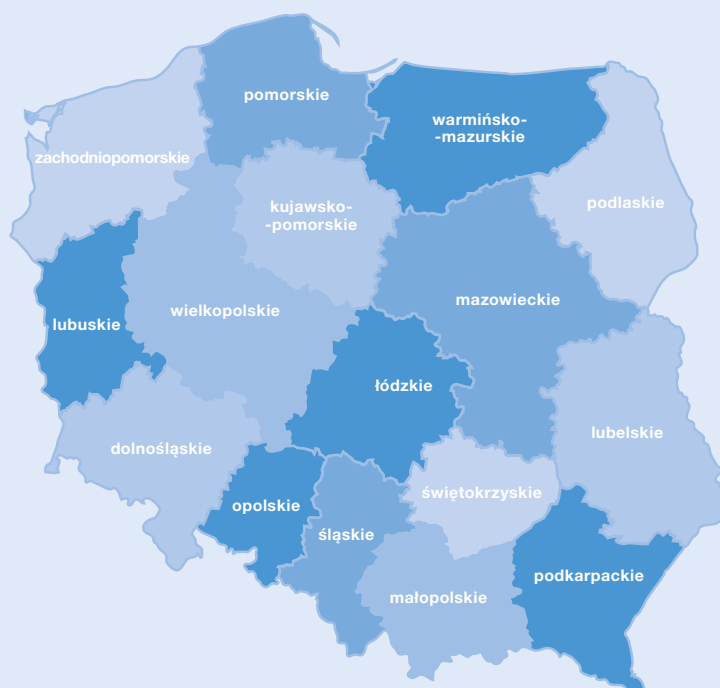 pomorskie
warmińsko-
-mazurskie
zachodniopomorskie
kujawsko-
-pomorskie
podlaskie
wielkopolskie
mazowieckie
lubuskie
łódzkie
dolnośląskie
lubelskie
opolskie
świętokrzyskie
śląskie
podkarpackie
małopolskie